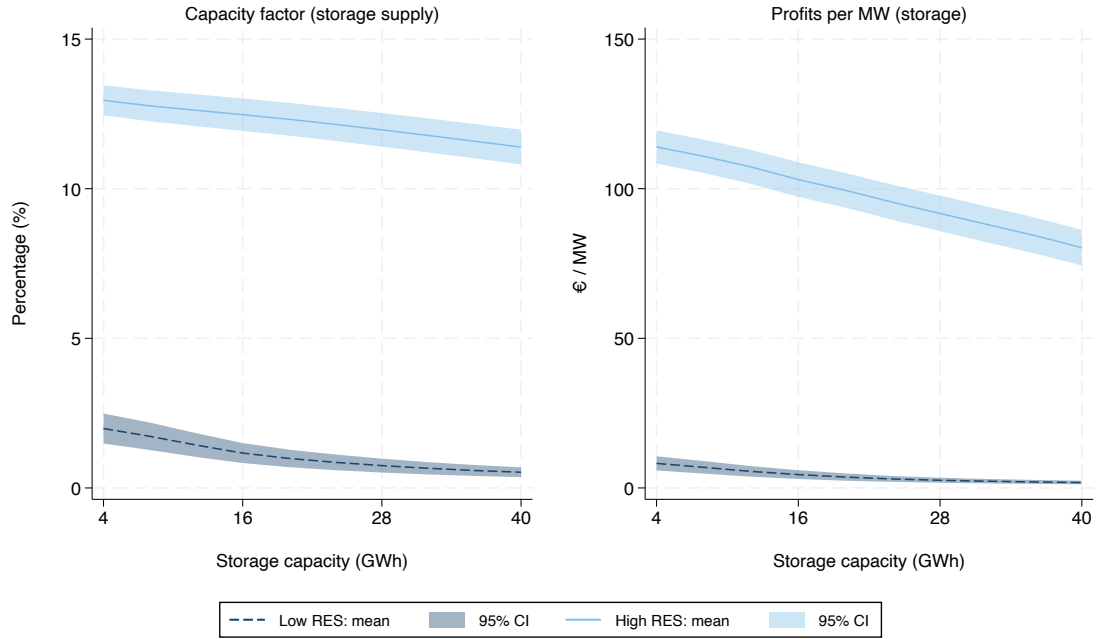 Capacity factor (storage supply)
15
10
5
0
Percentage (%)
4 16 28 40
Storage capacity (GWh)
Profits per MW (storage)
150
100
50
0
€ / MW
4 16 28 40
Storage capacity (GWh)
Low RES: mean 95% CI High RES: mean 95% CI